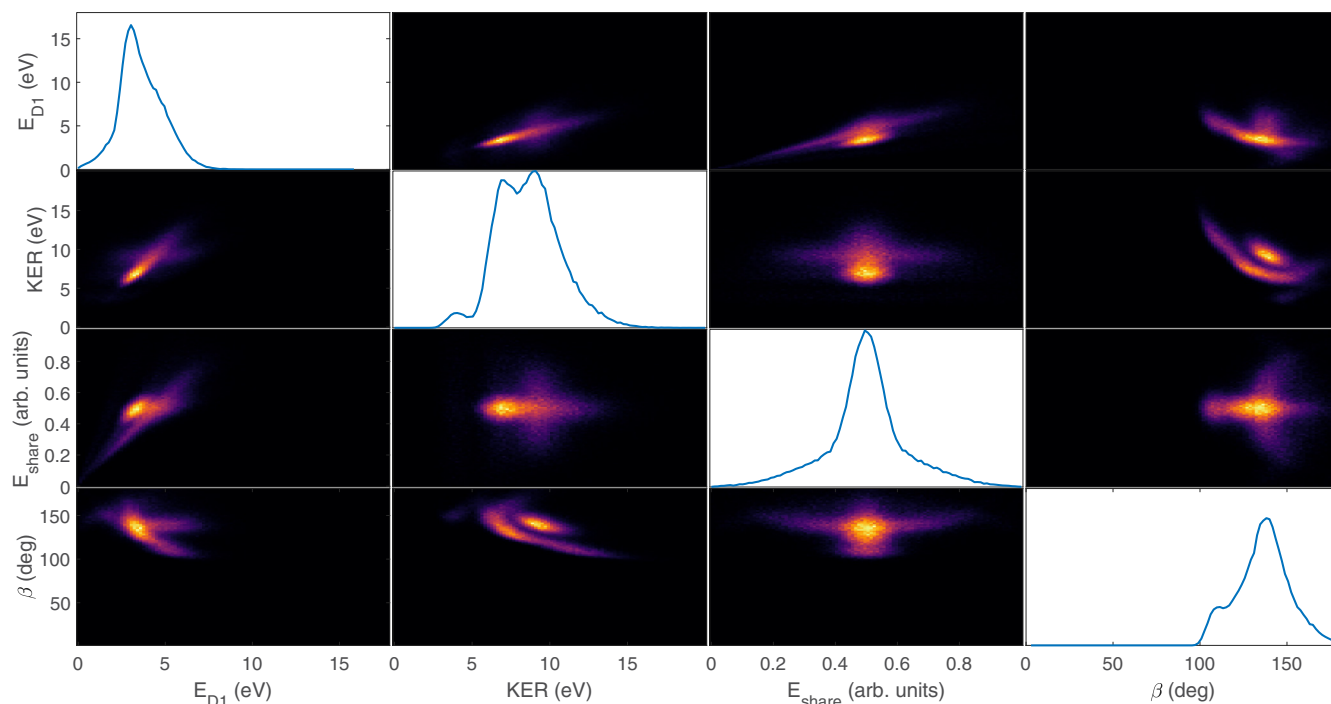 E_D1 (eV)
15
10
5
0
KER (eV)
15
10
5
0
E_share (arb. units)
0.8
0.6
0.4
0.2
0
β (deg)
150
100
50
0 5 10 15 0 5 10 15 0 0.2 0.4 0.6 0.8 0 50 100 150
E_D1 (eV) KER (eV) E_share (arb. units) β (deg)